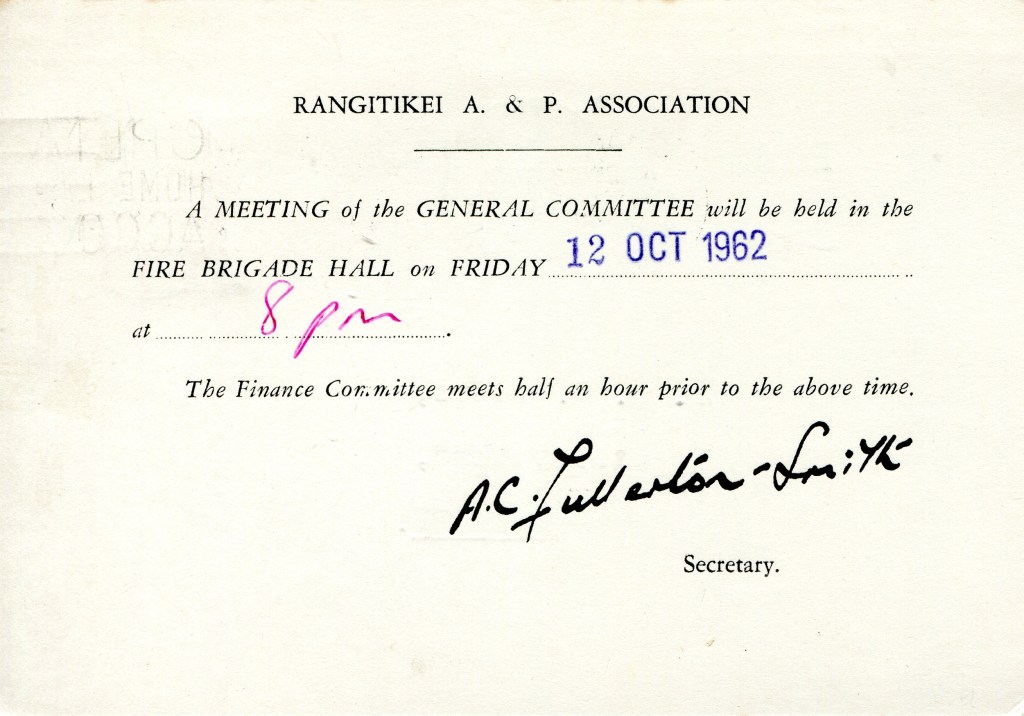 RANGITIKEI A. & P. ASSOCIATION
A MEETING of the GENERAL COMMITTEE will be held in the
FIRE BRIGADE HALL on FRIDAY 12 OCT 1962
at 8 pm.
The Finance Committee meets half an hour prior to the above time.
A.C. Fullerton-Smith
Secretary.